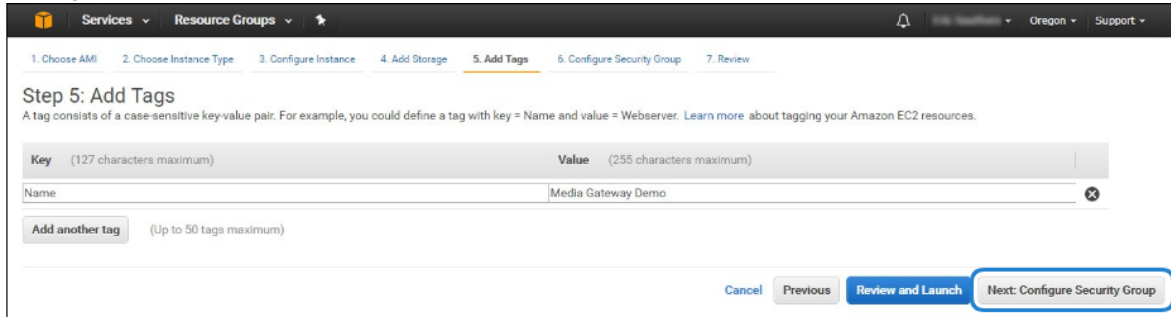 Services Resource Groups Oregon Support
1. Choose AMI 2. Choose Instance Type 3. Configure Instance 4. Add Storage 5. Add Tags 6. Configure Security Group 7. Review
Step 5: Add Tags
A tag consists of a case-sensitive key-value pair. For example, you could define a tag with key = Name and value = Webserver. Learn more about tagging your Amazon EC2 resources.
Key (127 characters maximum) Value (255 characters maximum)
Name Media Gateway Demo
Add another tag (Up to 50 tags maximum)
Cancel Previous Review and Launch Next: Configure Security Group